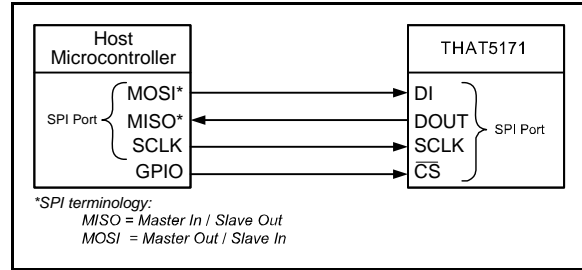 Host
Microcontroller
THAT5171
SPI Port
MOSI*
MISO*
SCLK
GPIO
DI
DOUT
SCLK
CS
SPI Port
*SPI terminology:
MISO = Master In / Slave Out
MOSI = Master Out / Slave In